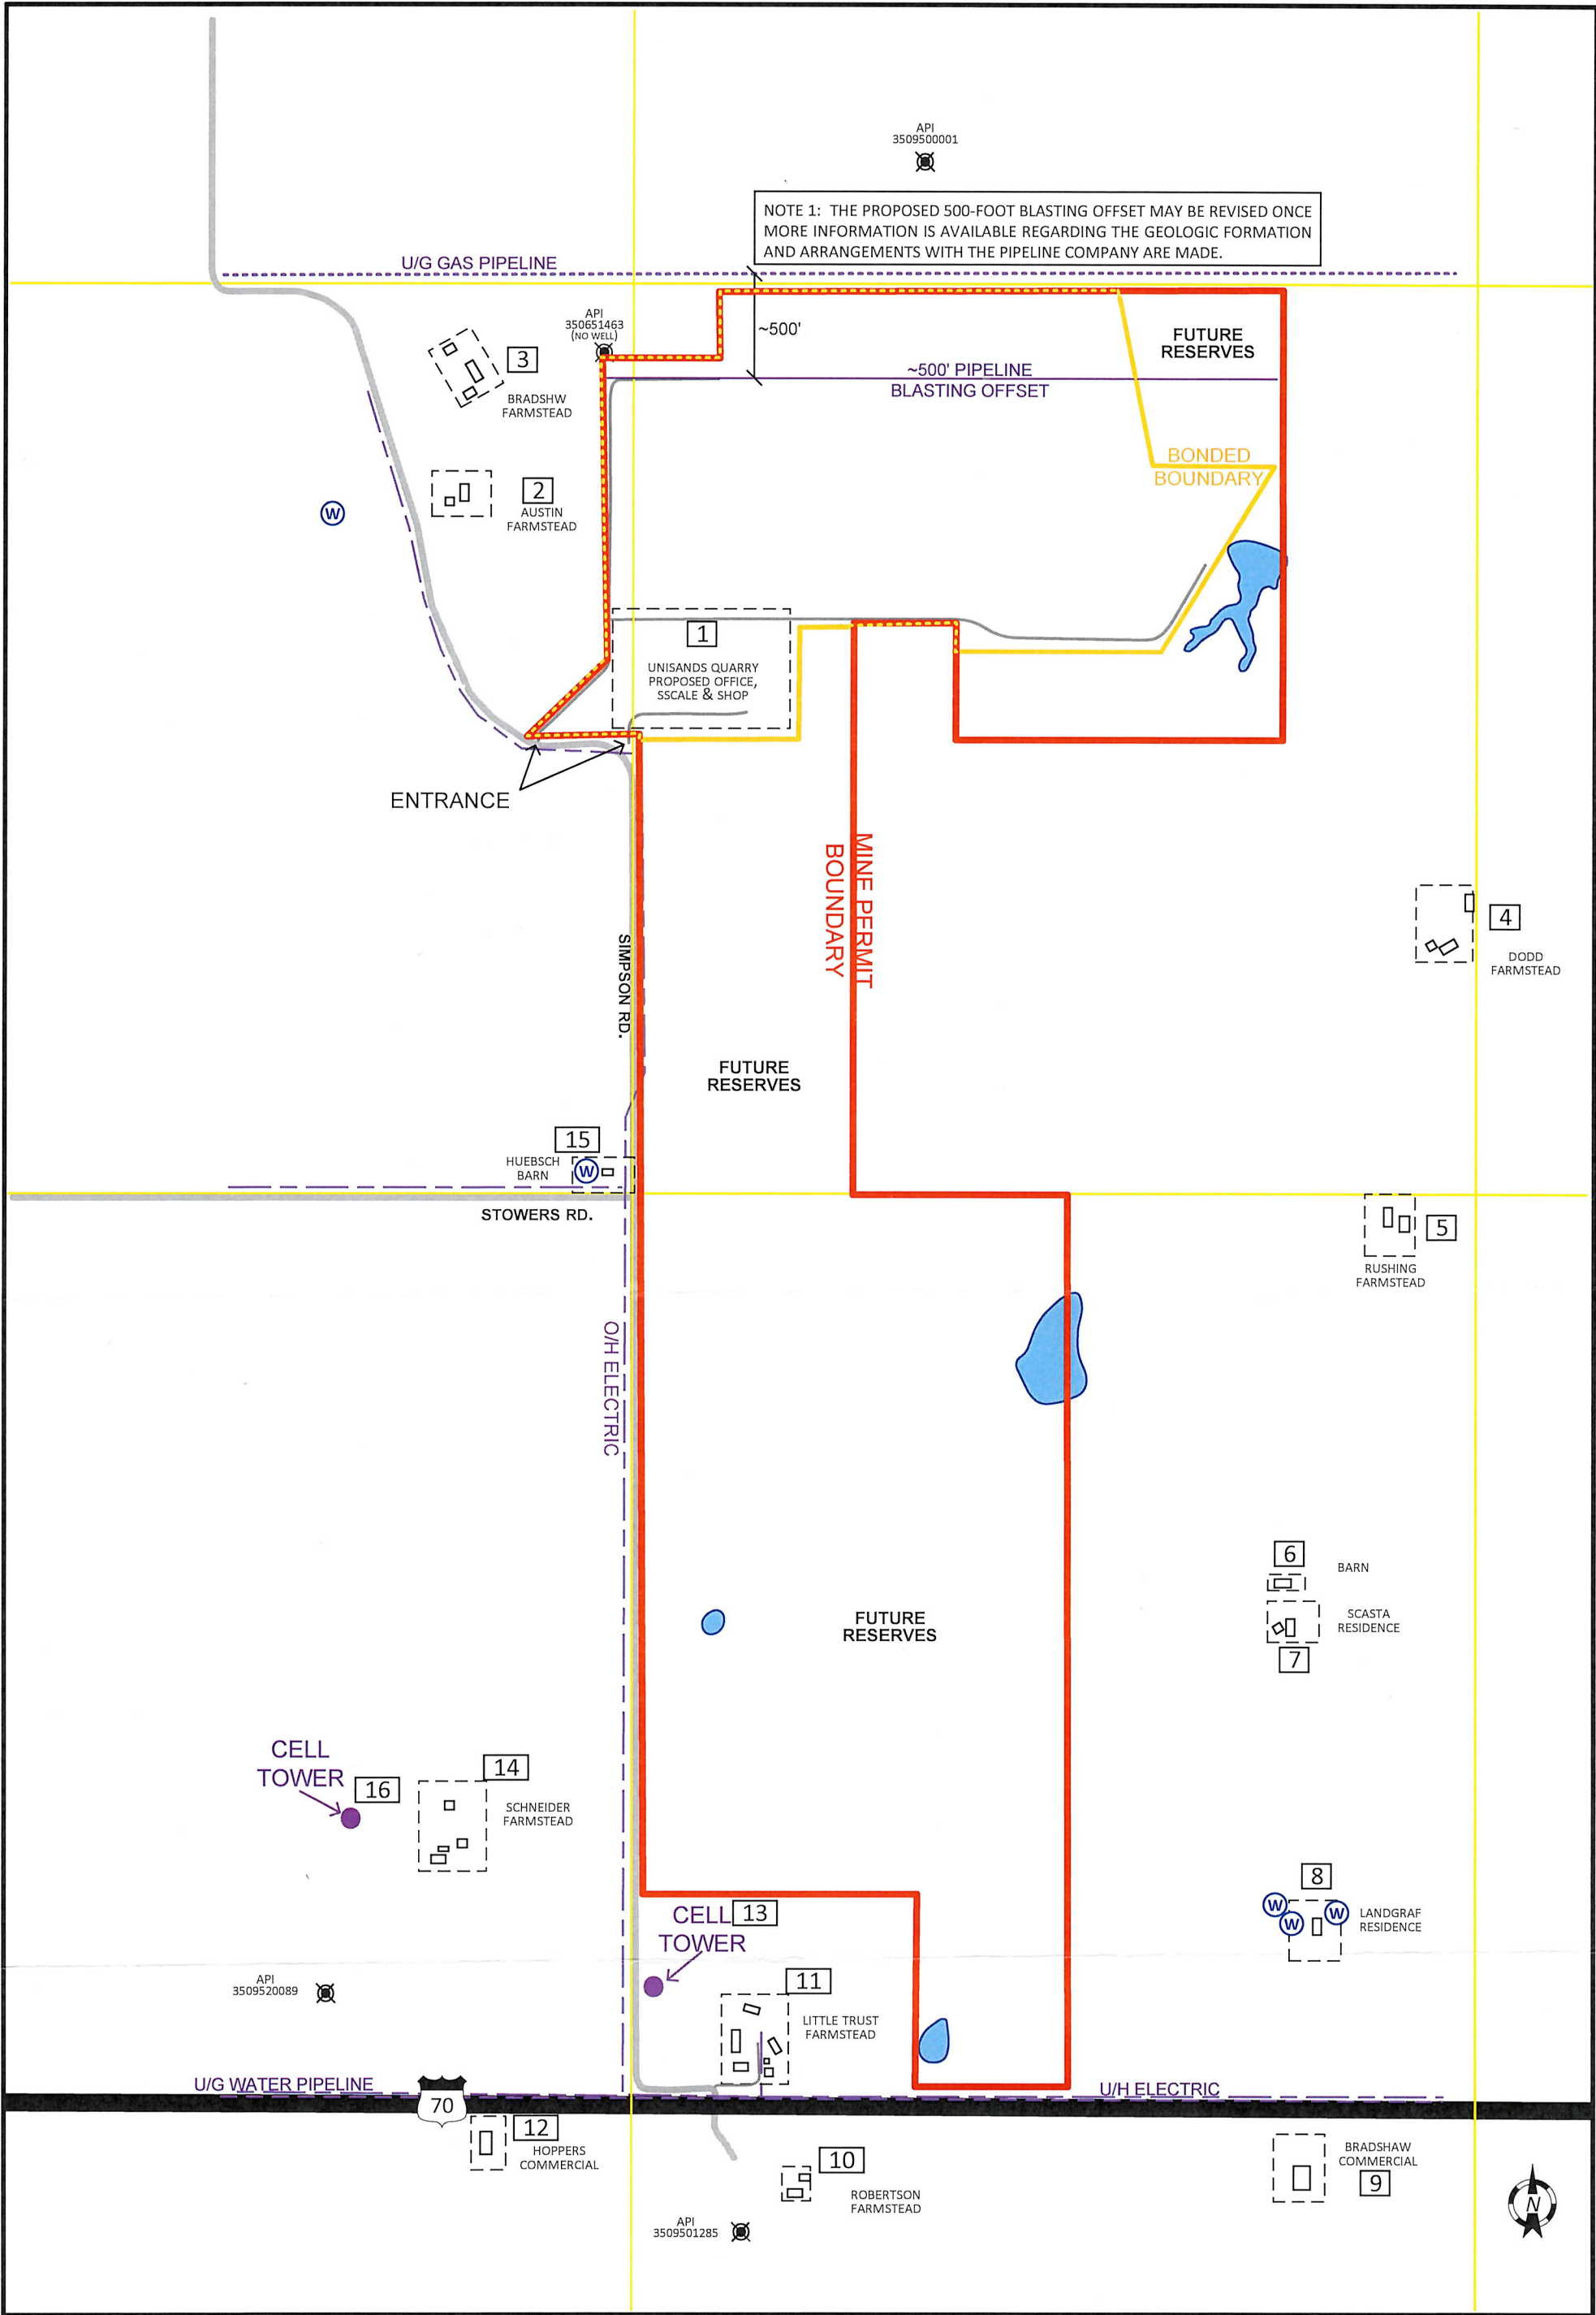 API
3509500001
NOTE 1: THE PROPOSED 500-FOOT BLASTING OFFSET MAY BE REVISED ONCE
MORE INFORMATION IS AVAILABLE REGARDING THE GEOLOGIC FORMATION
AND ARRANGEMENTS WITH THE PIPELINE COMPANY ARE MADE.
U/G GAS PIPELINE
API
350651463
(NO WELL)
~500'
FUTURE
RESERVES
3
BRADSHW
FARMSTEAD
~500' PIPELINE
BLASTING OFFSET
BONDED
BOUNDARY
2
AUSTIN
FARMSTEAD
W
1
UNISANDS QUARRY
PROPOSED OFFICE,
SSCALE & SHOP
ENTRANCE
MINE PERMIT
BOUNDARY
4
DODD
FARMSTEAD
SIMPSON RD.
FUTURE
RESERVES
15
HUEBSCH
BARN
W
STOWERS RD.
5
RUSHING
FARMSTEAD
O/H ELECTRIC
6
BARN
SCASTA
RESIDENCE
7
FUTURE
RESERVES
CELL
TOWER
16
14
SCHNEIDER
FARMSTEAD
8
W
W
W
LANDGRAF
RESIDENCE
CELL
TOWER
13
API
3509520089
11
LITTLE TRUST
FARMSTEAD
U/G WATER PIPELINE
70
U/H ELECTRIC
12
HOPPERS
COMMERCIAL
10
ROBERTSON
FARMSTEAD
BRADSHAW
COMMERCIAL
9
API
3509501285
N